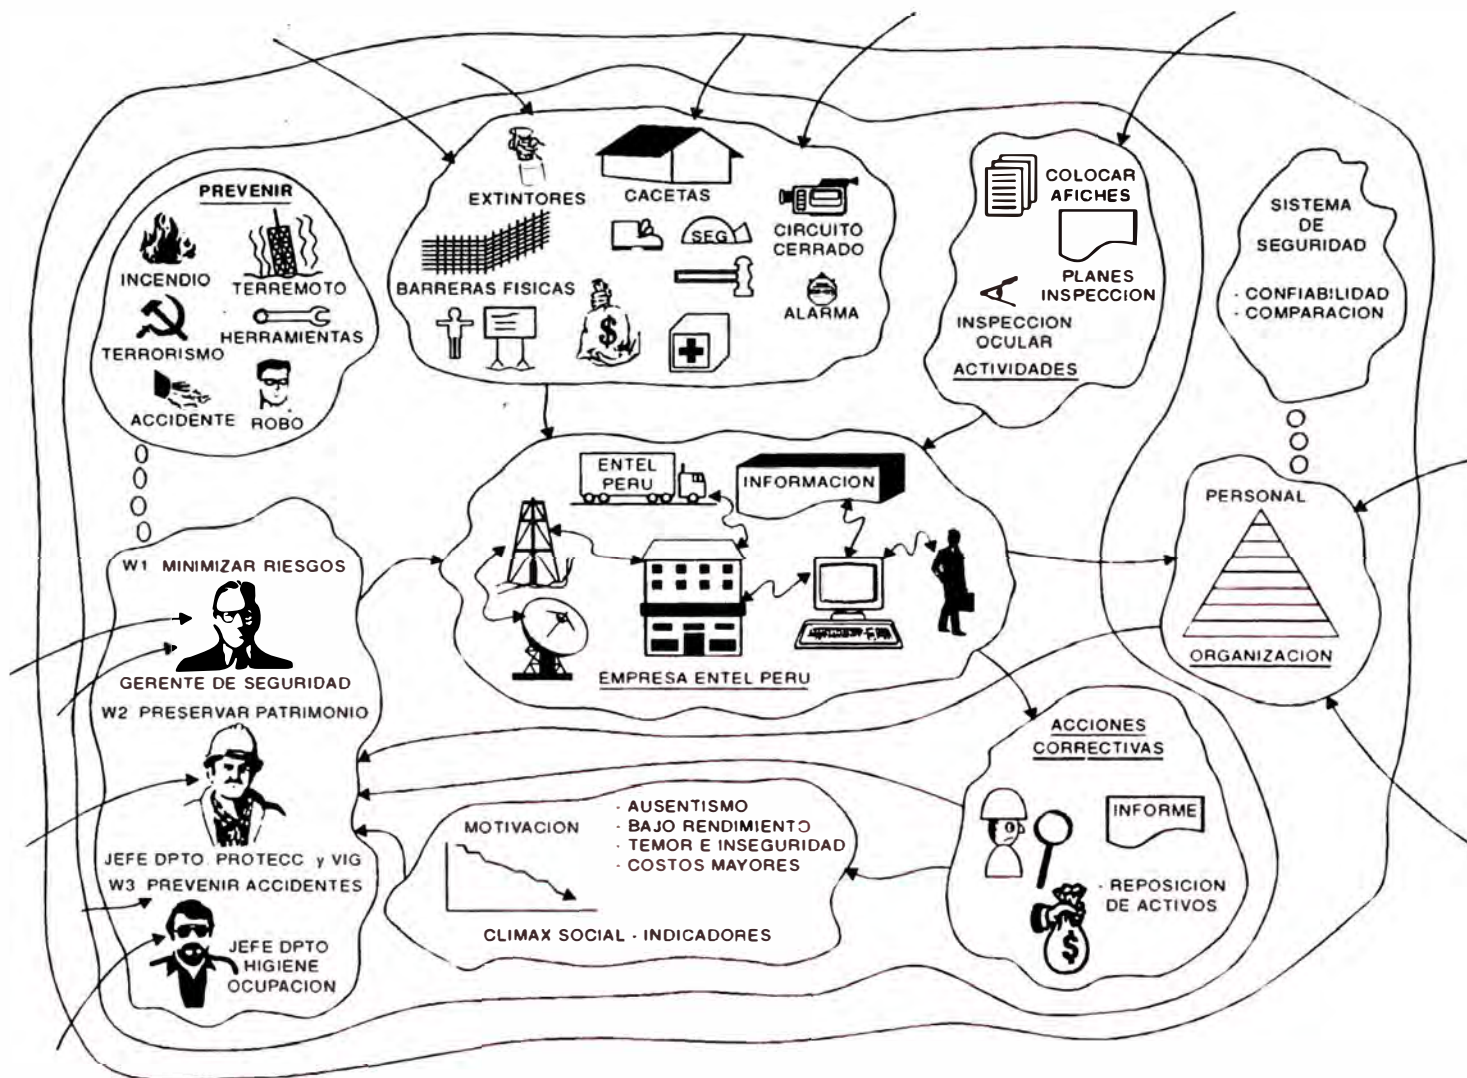 PREVENIR
INCENDIO
TERREMOTO
TERRORISMO
HERRAMIENTAS
ACCIDENTE
ROBO
EXTINTORES
CACETAS
SEG
CIRCUITO
CERRADO
BARRERAS FISICAS
$
ALARMA
COLOCAR
AFICHES
PLANES
INSPECCION
INSPECCION
OCULAR
ACTIVIDADES
SISTEMA
DE
SEGURIDAD
- CONFIABILIDAD
- COMPARACION
ENTEL
PERU
INFORMACION
EMPRESA ENTEL PERU
PERSONAL
ORGANIZACION
W1 MINIMIZAR RIESGOS
GERENTE DE SEGURIDAD
W2 PRESERVAR PATRIMONIO
JEFE DPTO. PROTECC y VIG
W3 PREVENIR ACCIDENTES
JEFE DPTO
HIGIENE
OCUPACION
MOTIVACION
- AUSENTISMO
- BAJO RENDIMIENTO
- TEMOR E INSEGURIDAD
- COSTOS MAYORES
CLIMAX SOCIAL - INDICADORES
ACCIONES
CORRECTIVAS
INFORME
- REPOSICION
DE ACTIVOS
$